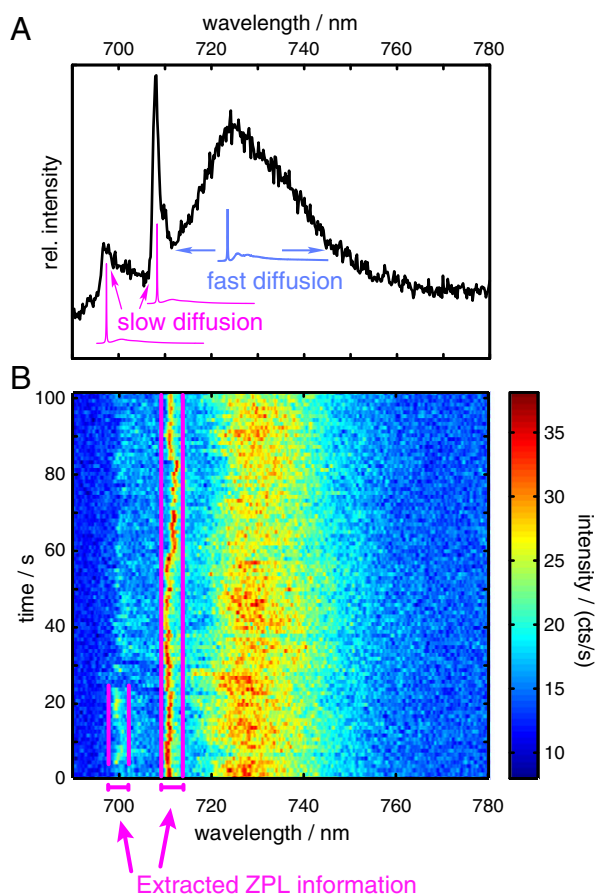 A
wavelength / nm
700 720 740 760 780
rel. intensity
fast diffusion
slow diffusion
B
100
80
60
40
20
0
time / s
700 720 740 760 780
wavelength / nm
35
30
25
20
15
10
intensity / (cts/s)
Extracted ZPL information